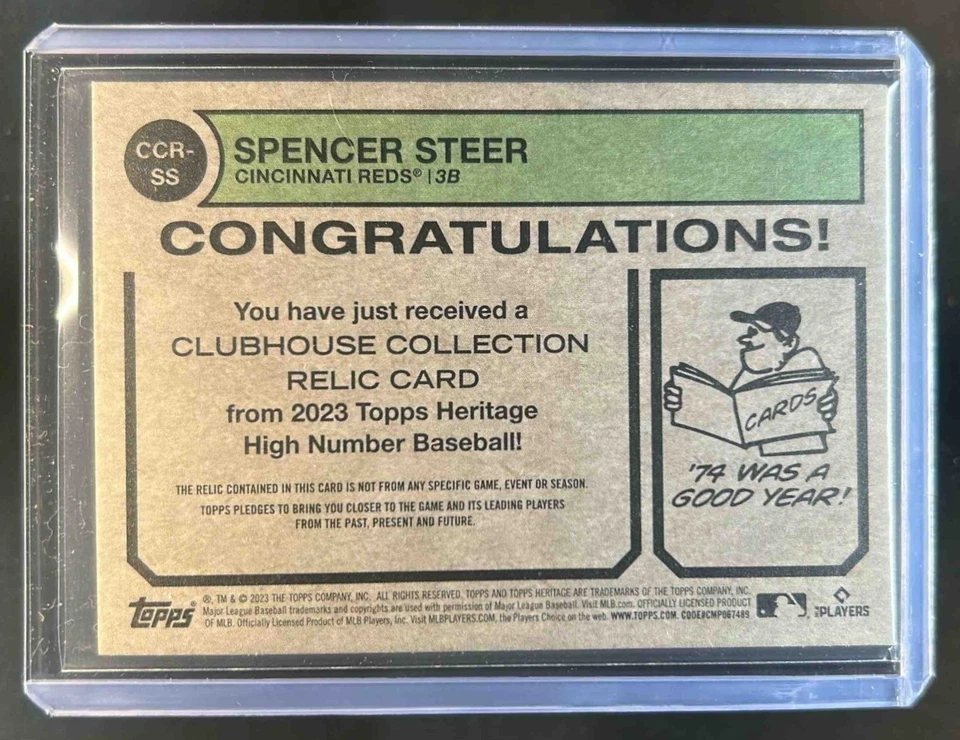 CCR-
SS
SPENCER STEER
CINCINNATI REDS® | 3B
CONGRATULATIONS!
You have just received a
CLUBHOUSE COLLECTION
RELIC CARD
from 2023 Topps Heritage
High Number Baseball!
THE RELIC CONTAINED IN THIS CARD IS NOT FROM ANY SPECIFIC GAME, EVENT OR SEASON.
TOPPS PLEDGES TO BRING YOU CLOSER TO THE GAME AND ITS LEADING PLAYERS
FROM THE PAST, PRESENT AND FUTURE.
CARDS
'74 WAS A
GOOD YEAR!
topps
®, TM & © 2023 THE TOPPS COMPANY, INC. ALL RIGHTS RESERVED. TOPPS AND TOPPS HERITAGE ARE TRADEMARKS OF THE TOPPS COMPANY, INC.
Major League Baseball trademarks and copyrights are used with permission of Major League Baseball. Visit MLB.com. OFFICIALLY LICENSED PRODUCT
OF MLB. Officially Licensed Product of MLB Players, Inc. Visit MLBPLAYERS.COM, the Players Choice on the web. WWW.TOPPS.COM. CODE#CMP067489
MLB PLAYERS